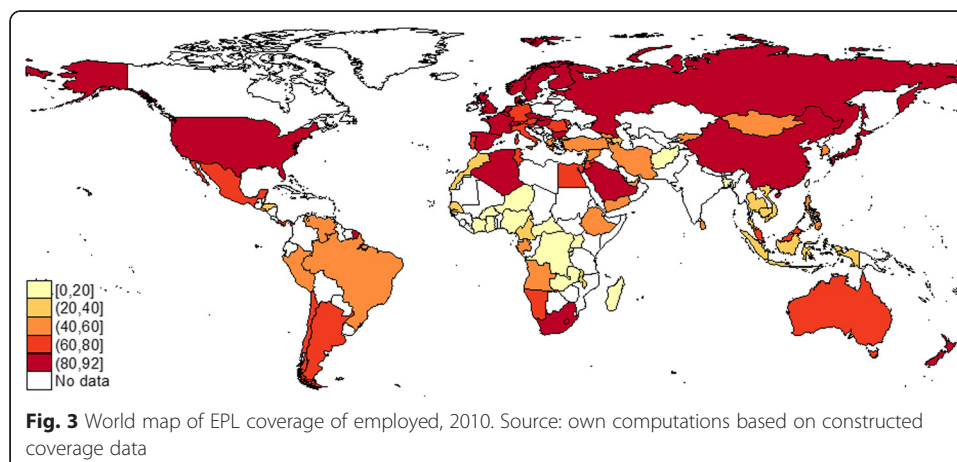 [0,20]
(20,40]
(40,60]
(60,80]
(80,92]
No data
Fig. 3 World map of EPL coverage of employed, 2010. Source: own computations based on constructed
coverage data